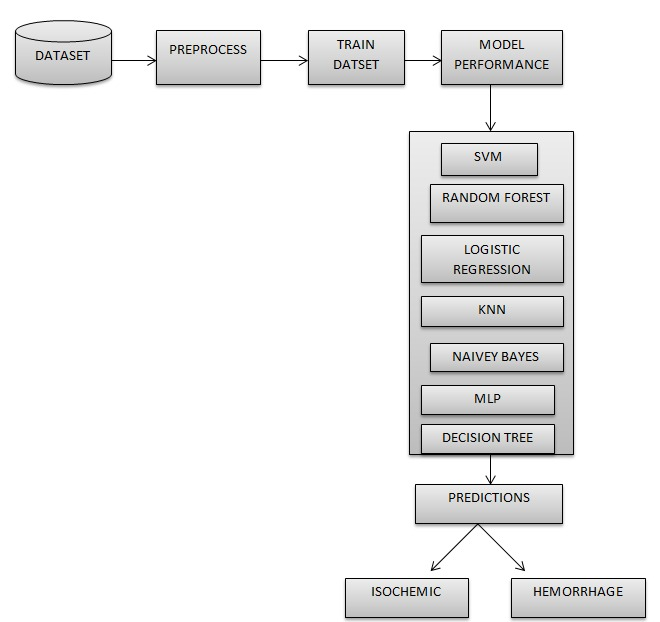 DATASET
PREPROCESS
TRAIN
DATSET
MODEL
PERFORMANCE
SVM
RANDOM FOREST
LOGISTIC
REGRESSION
KNN
NAIVEY BAYES
MLP
DECISION TREE
PREDICTIONS
ISOCHEMIC
HEMORRHAGE